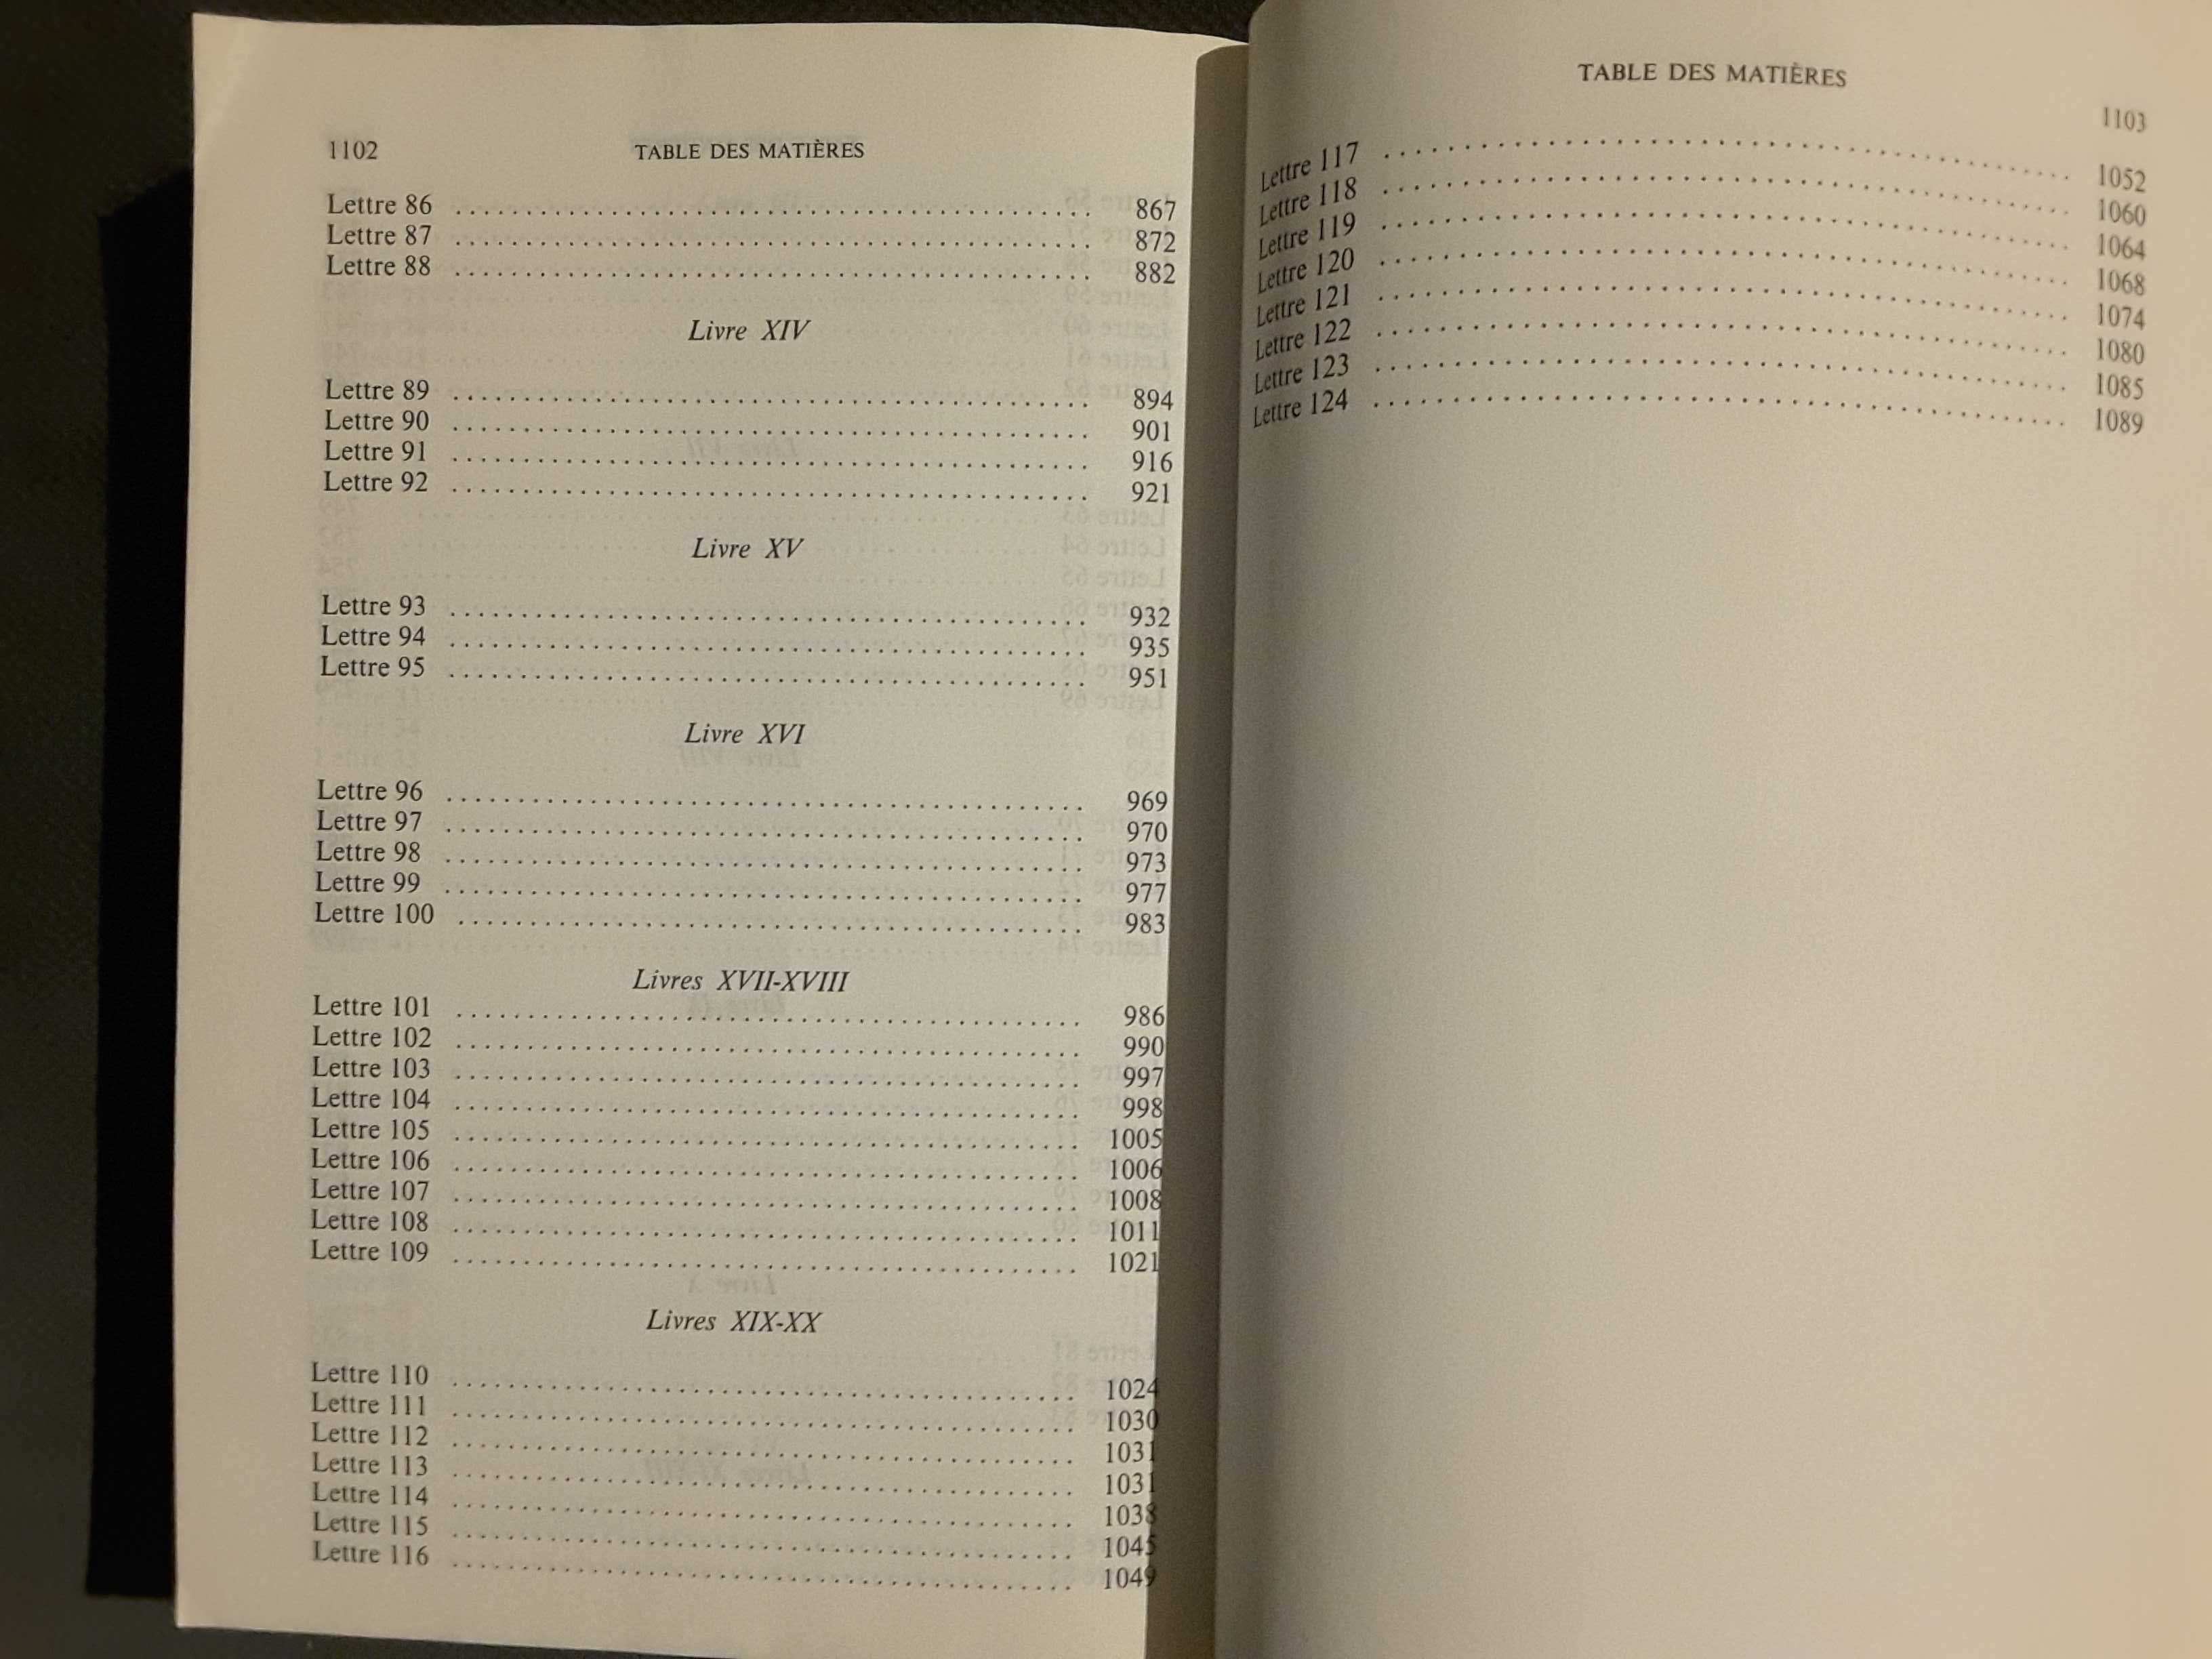 1102 TABLE DES MATIÈRES
Lettre 86 ........................................ 867
Lettre 87 ........................................ 872
Lettre 88 ........................................ 882
Livre XIV
Lettre 89 ........................................ 894
Lettre 90 ........................................ 901
Lettre 91 ........................................ 916
Lettre 92 ........................................ 921
Livre XV
Lettre 93 ........................................ 932
Lettre 94 ........................................ 935
Lettre 95 ........................................ 951
Livre XVI
Lettre 96 ........................................ 969
Lettre 97 ........................................ 970
Lettre 98 ........................................ 973
Lettre 99 ........................................ 977
Lettre 100 ........................................ 983
Livres XVII-XVIII
Lettre 101 ........................................ 986
Lettre 102 ........................................ 990
Lettre 103 ........................................ 997
Lettre 104 ........................................ 998
Lettre 105 ........................................ 1005
Lettre 106 ........................................ 1006
Lettre 107 ........................................ 1008
Lettre 108 ........................................ 1011
Lettre 109 ........................................ 1021
Livres XIX-XX
Lettre 110 ........................................ 1024
Lettre 111 ........................................ 1030
Lettre 112 ........................................ 1031
Lettre 113 ........................................ 1031
Lettre 114 ........................................ 1038
Lettre 115 ........................................ 1045
Lettre 116 ........................................ 1049
TABLE DES MATIÈRES 1103
Lettre 117 ........................................ 1052
Lettre 118 ........................................ 1060
Lettre 119 ........................................ 1064
Lettre 120 ........................................ 1068
Lettre 121 ........................................ 1074
Lettre 122 ........................................ 1080
Lettre 123 ........................................ 1085
Lettre 124 ........................................ 1089